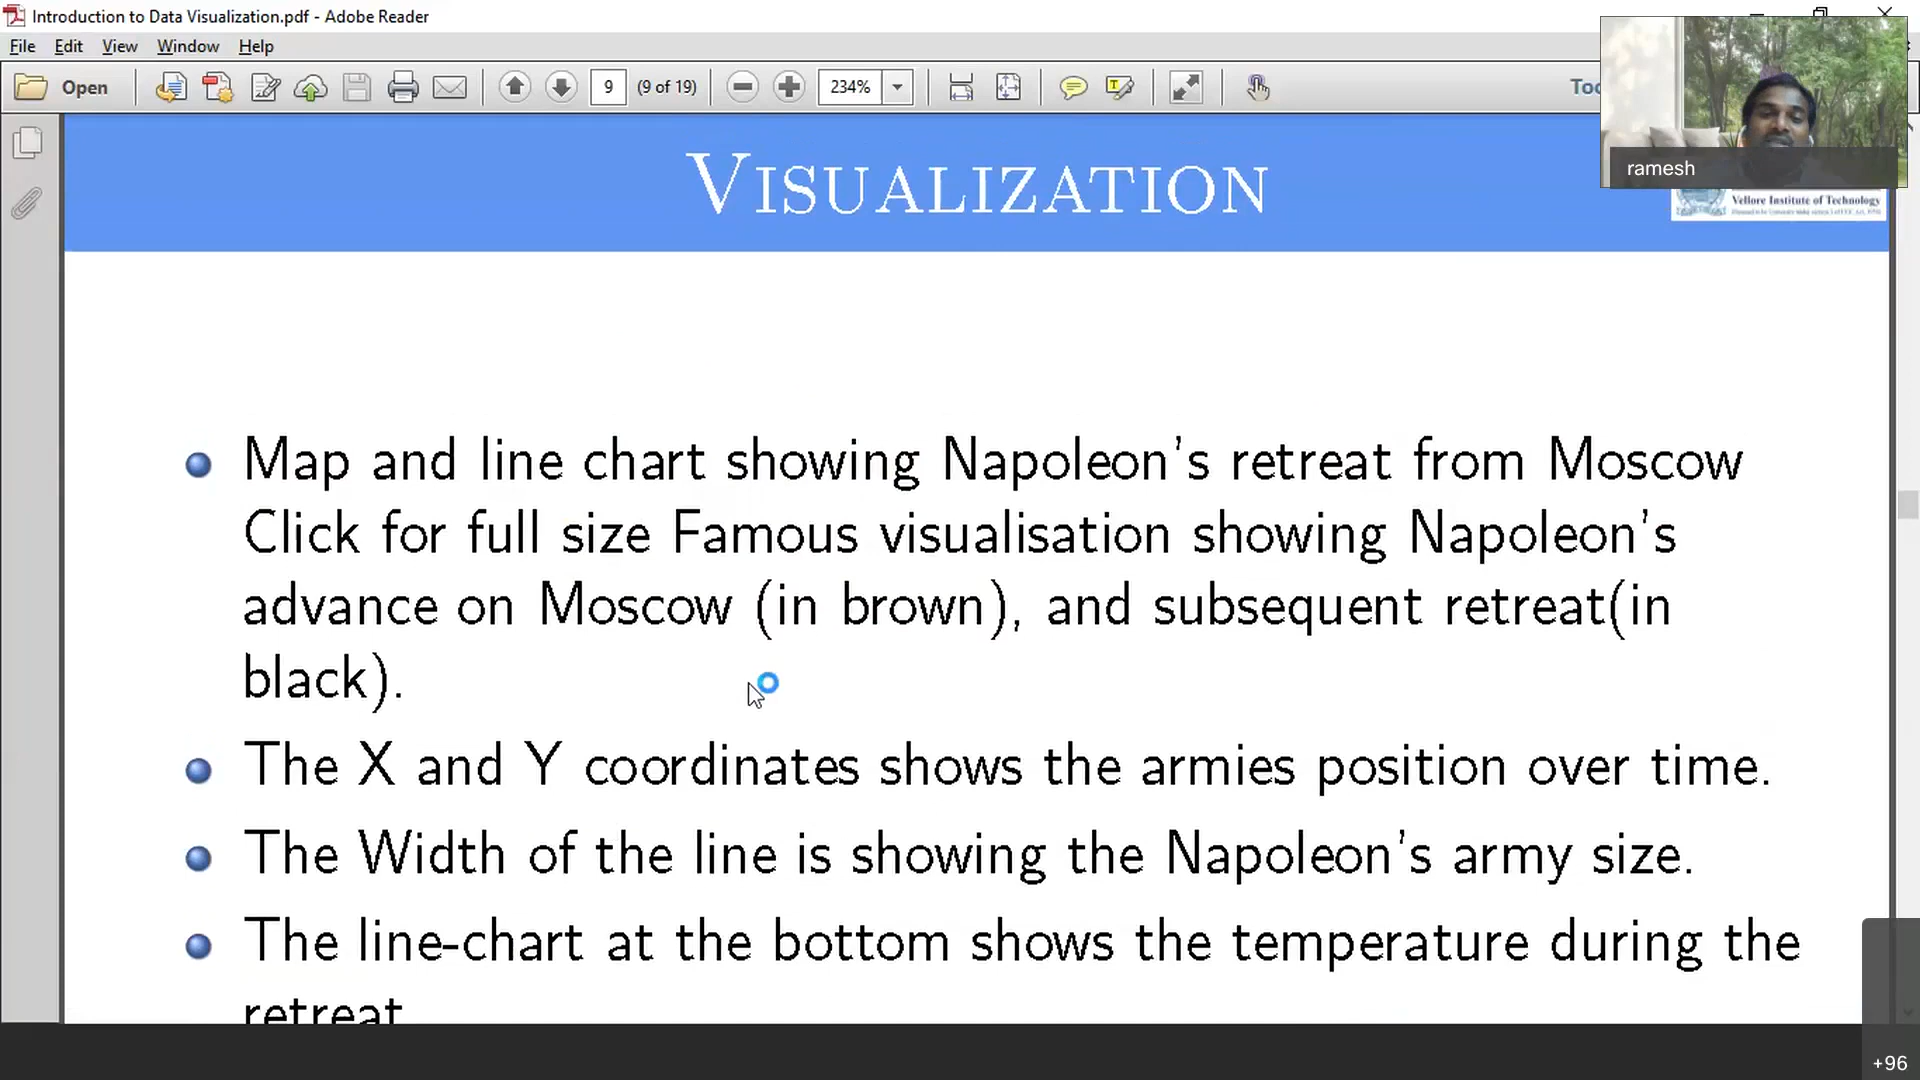 Introduction to Data Visualization.pdf - Adobe Reader
File Edit View Window Help
Open 9 (9 of 19) 234%
ramesh
VISUALIZATION
Vellore Institute of Technology
Map and line chart showing Napoleon's retreat from Moscow
Click for full size Famous visualisation showing Napoleon's
advance on Moscow (in brown), and subsequent retreat(in
black).
The X and Y coordinates shows the armies position over time.
The Width of the line is showing the Napoleon's army size.
The line-chart at the bottom shows the temperature during the
retreat
+96